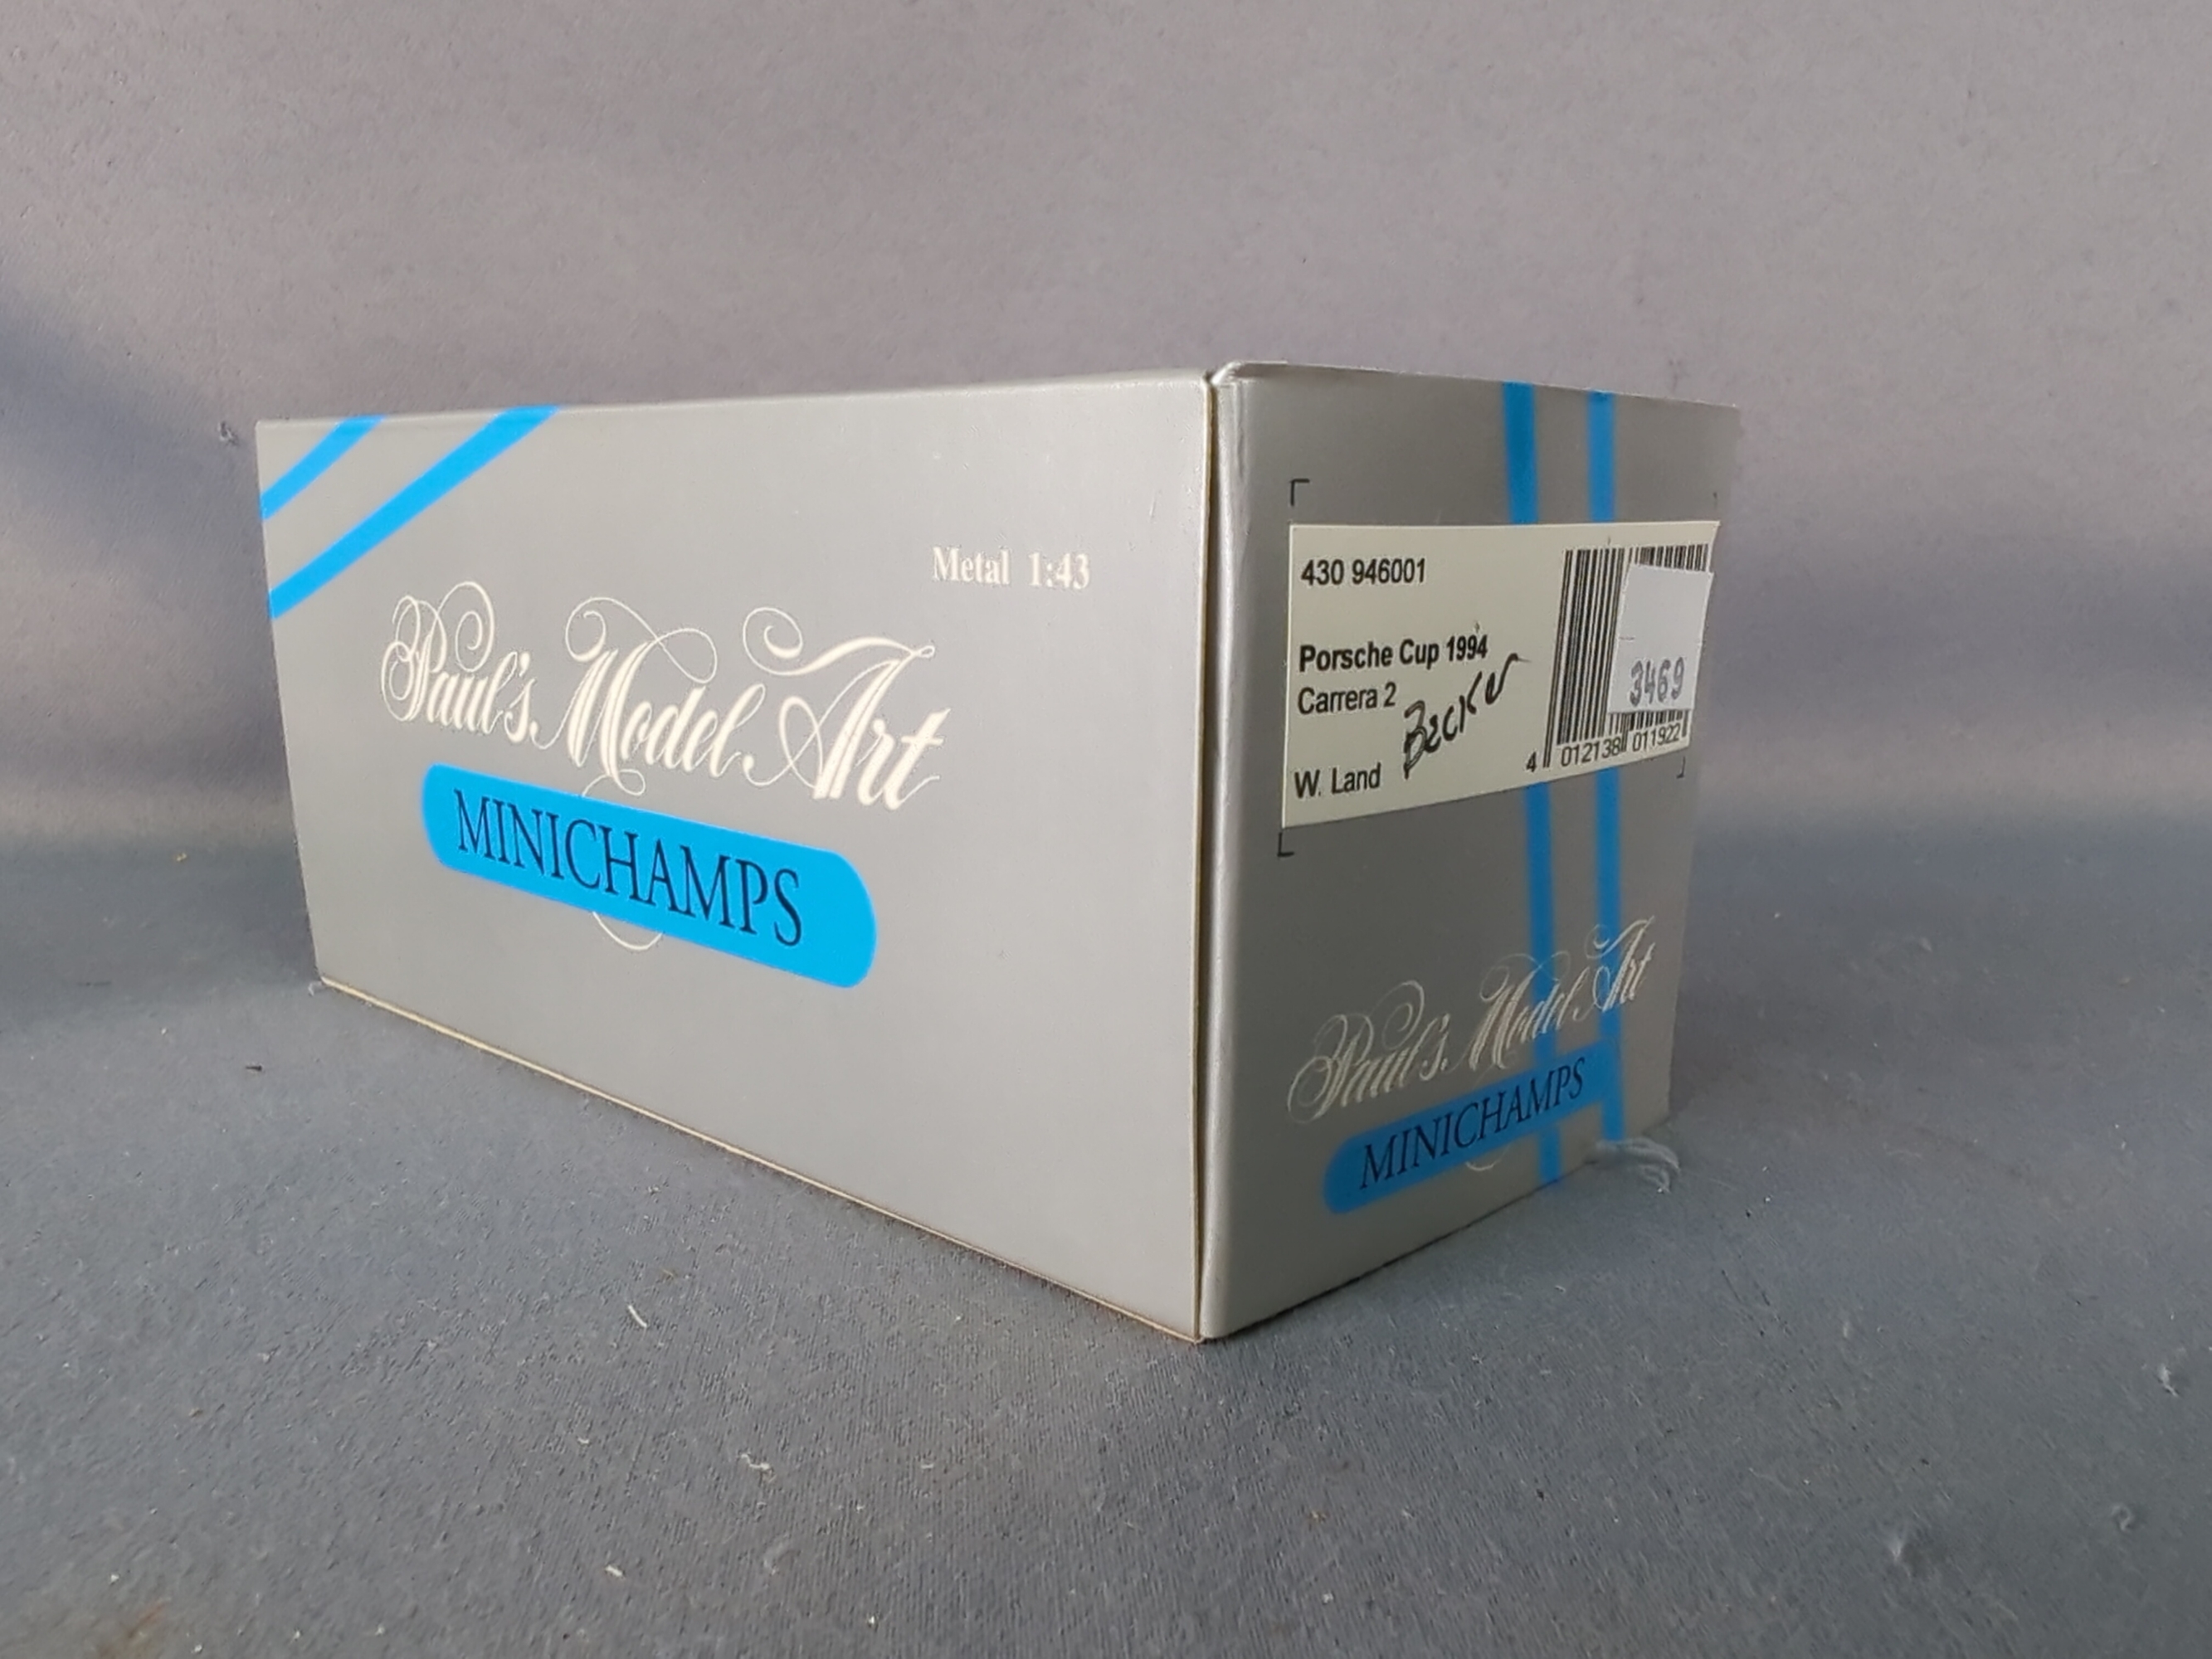 Metal 1:43
Paul's Model Art
MINICHAMPS
430 946001
Porsche Cup 1994
Carrera 2
Becker
W. Land
3469
4 012138 011922
Paul's Model Art
MINICHAMPS